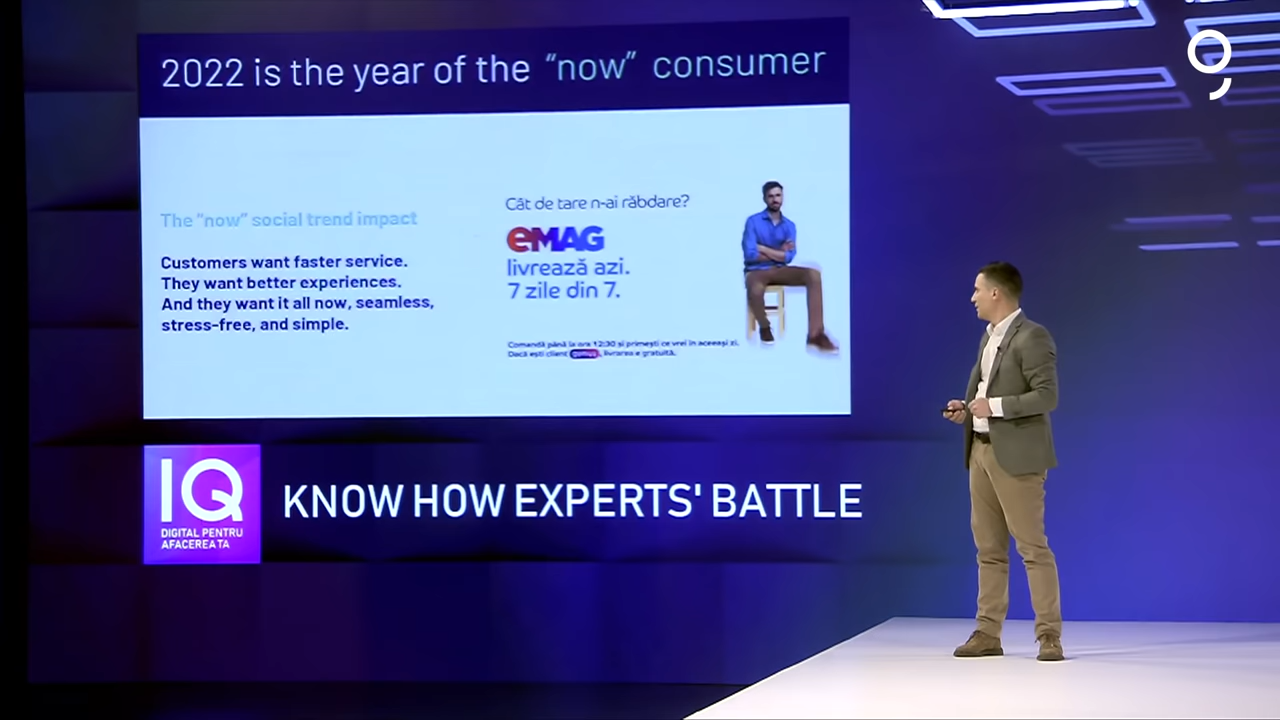 2022 is the year of the “now” consumer
The “now” social trend impact
Customers want faster service.
They want better experiences.
And they want it all now, seamless,
stress-free, and simple.
Cât de tare n-ai răbdare?
eMAG
livrează azi.
7 zile din 7.
Comandă până la ora 12:30 și primești ce vrei în aceeași zi.
Dacă ești client genius, livrarea e gratuită.
IQ
DIGITAL PENTRU
AFACEREA TA
KNOW HOW EXPERTS' BATTLE